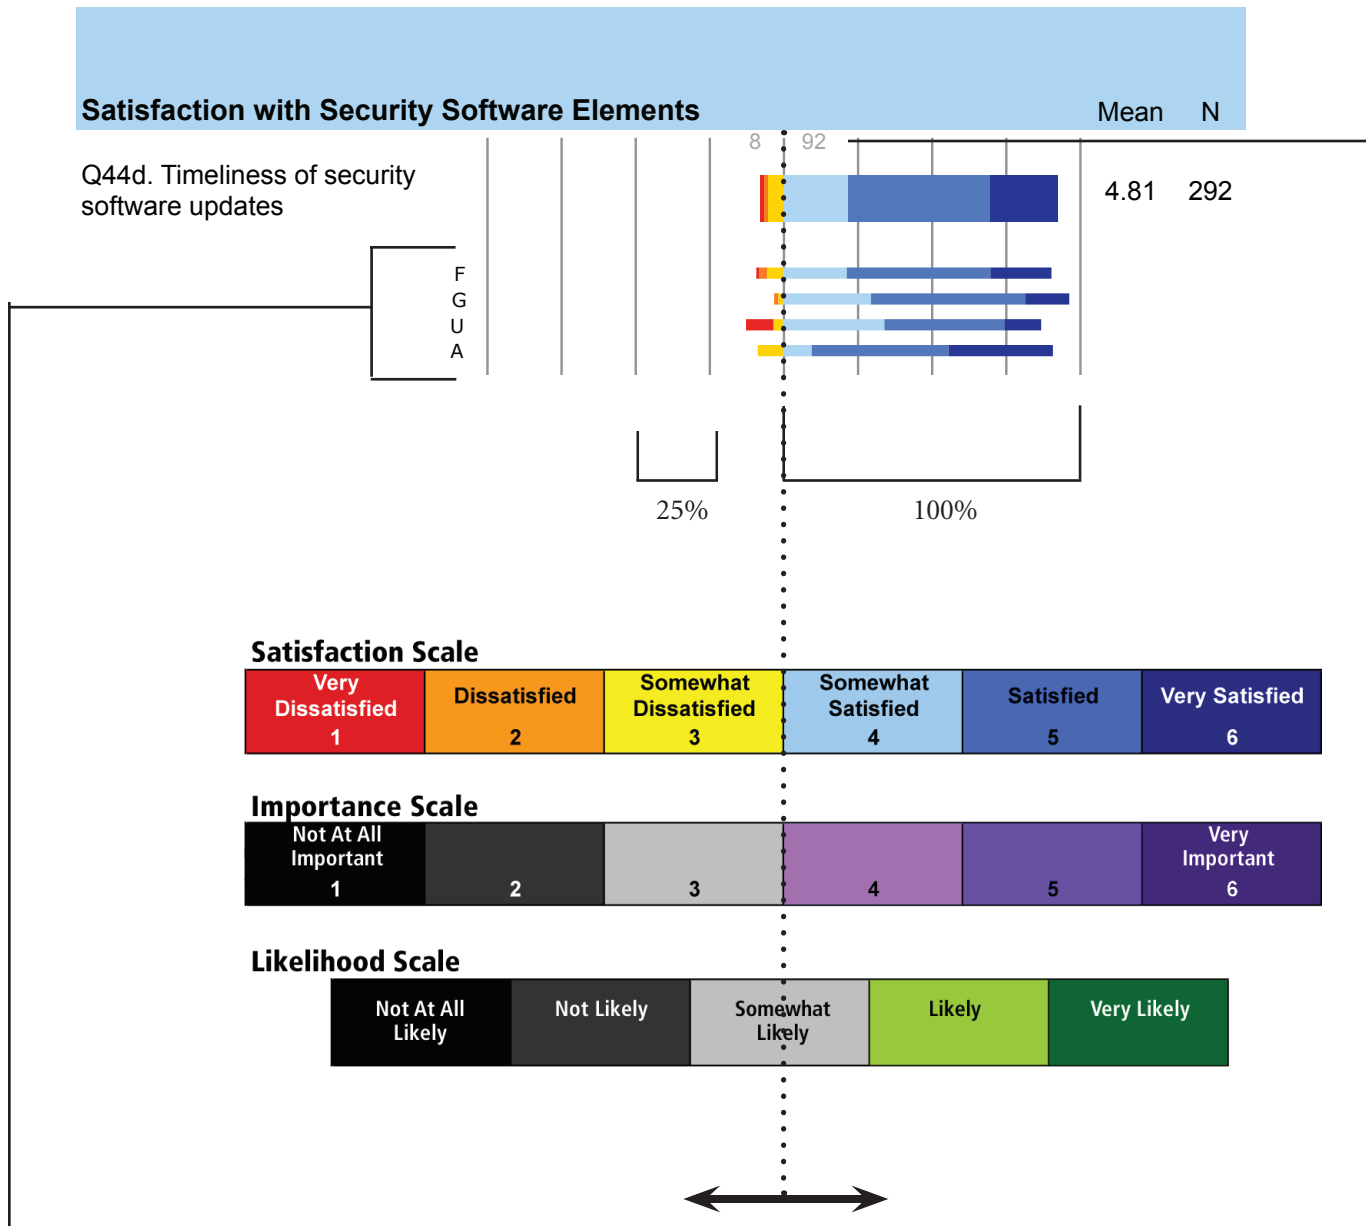 Satisfaction with Security Software Elements Mean N
8 92
Q44d. Timeliness of security
software updates
4.81 292
F
G
U
A
25% 100%
Satisfaction Scale
Very
Dissatisfied
1
Dissatisfied
2
Somewhat
Dissatisfied
3
Somewhat
Satisfied
4
Satisfied
5
Very Satisfied
6
Importance Scale
Not At All
Important
1
2
3
4
5
Very
Important
6
Likelihood Scale
Not At All
Likely
Not Likely
Somewhat
Likely
Likely
Very Likely